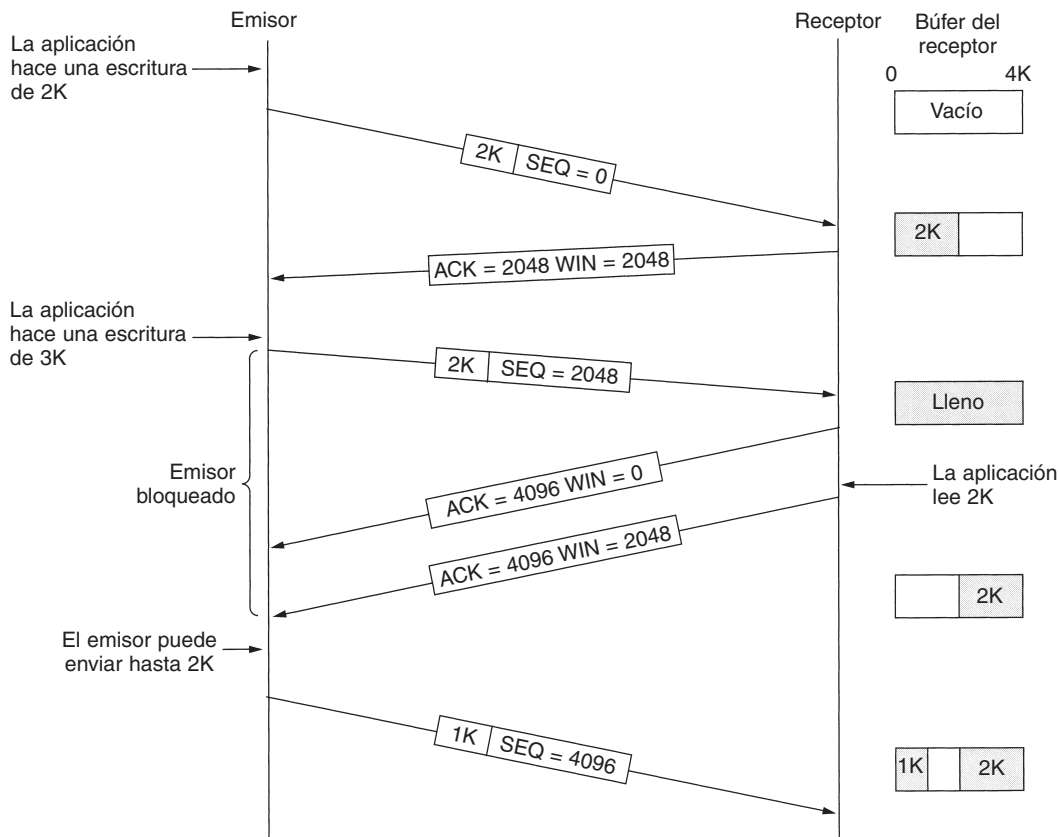 Emisor
Receptor
Búfer del
receptor
0 4K
La aplicación
hace una escritura
de 2K
Vacío
2K SEQ = 0
2K
ACK = 2048 WIN = 2048
La aplicación
hace una escritura
de 3K
2K SEQ = 2048
Lleno
Emisor
bloqueado
ACK = 4096 WIN = 0
La aplicación
lee 2K
ACK = 4096 WIN = 2048
2K
El emisor puede
enviar hasta 2K
1K SEQ = 4096
1K 2K